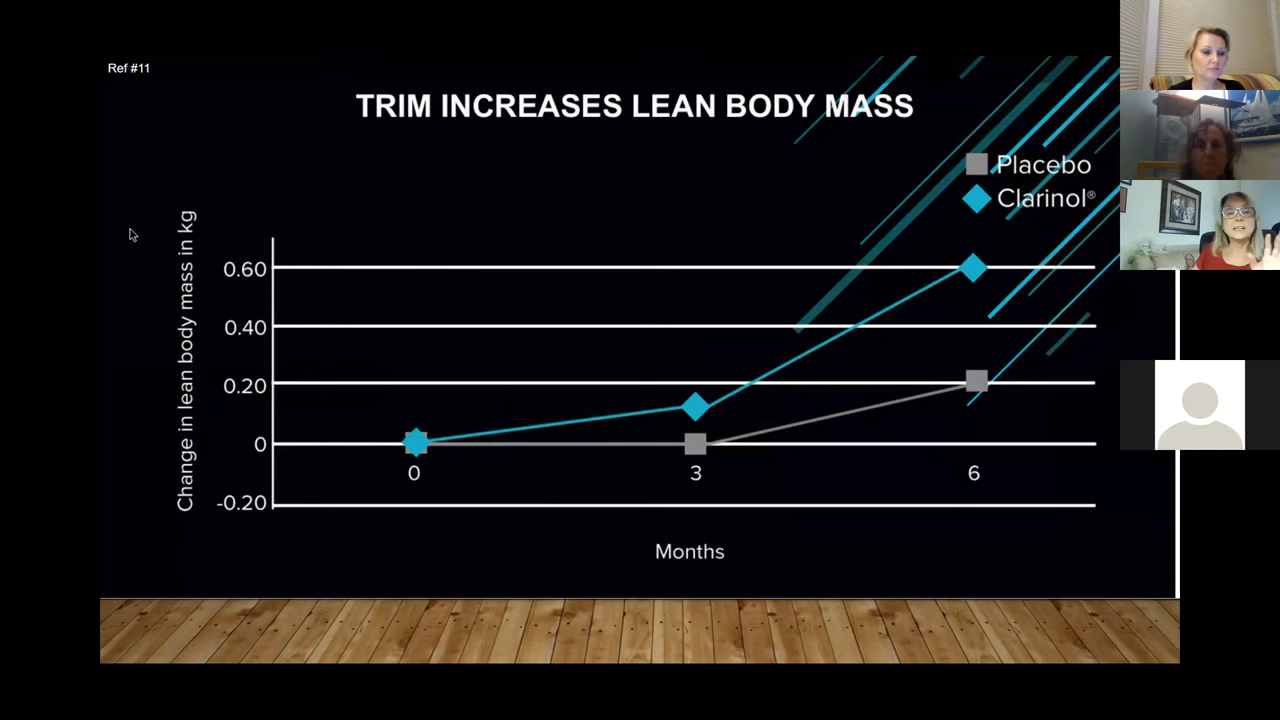 Ref #11
TRIM INCREASES LEAN BODY MASS
Placebo
Clarinol®
Change in lean body mass in kg
0.60
0.40
0.20
0
-0.20
0 3 6
Months